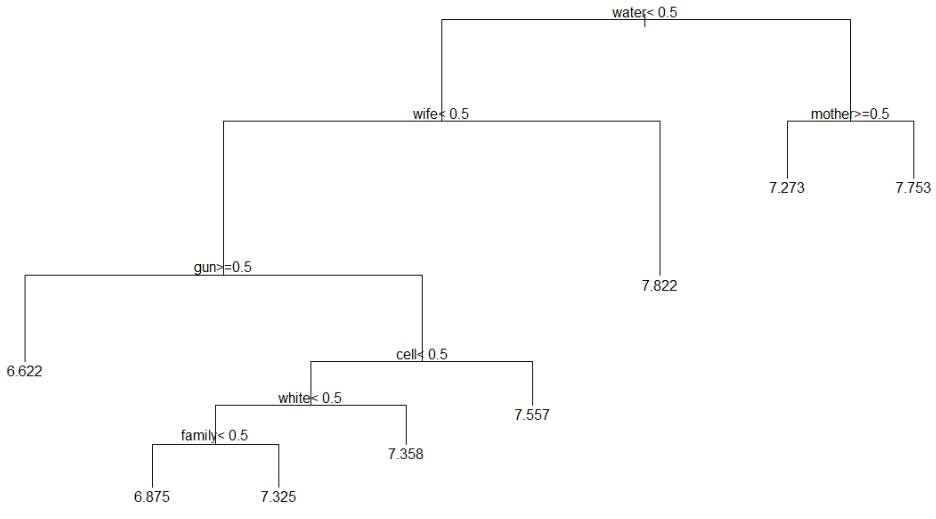 water< 0.5
wife< 0.5
mother>=0.5
7.273
7.753
gun>=0.5
7.822
cell< 0.5
6.622
white< 0.5
7.557
family< 0.5
7.358
6.875
7.325